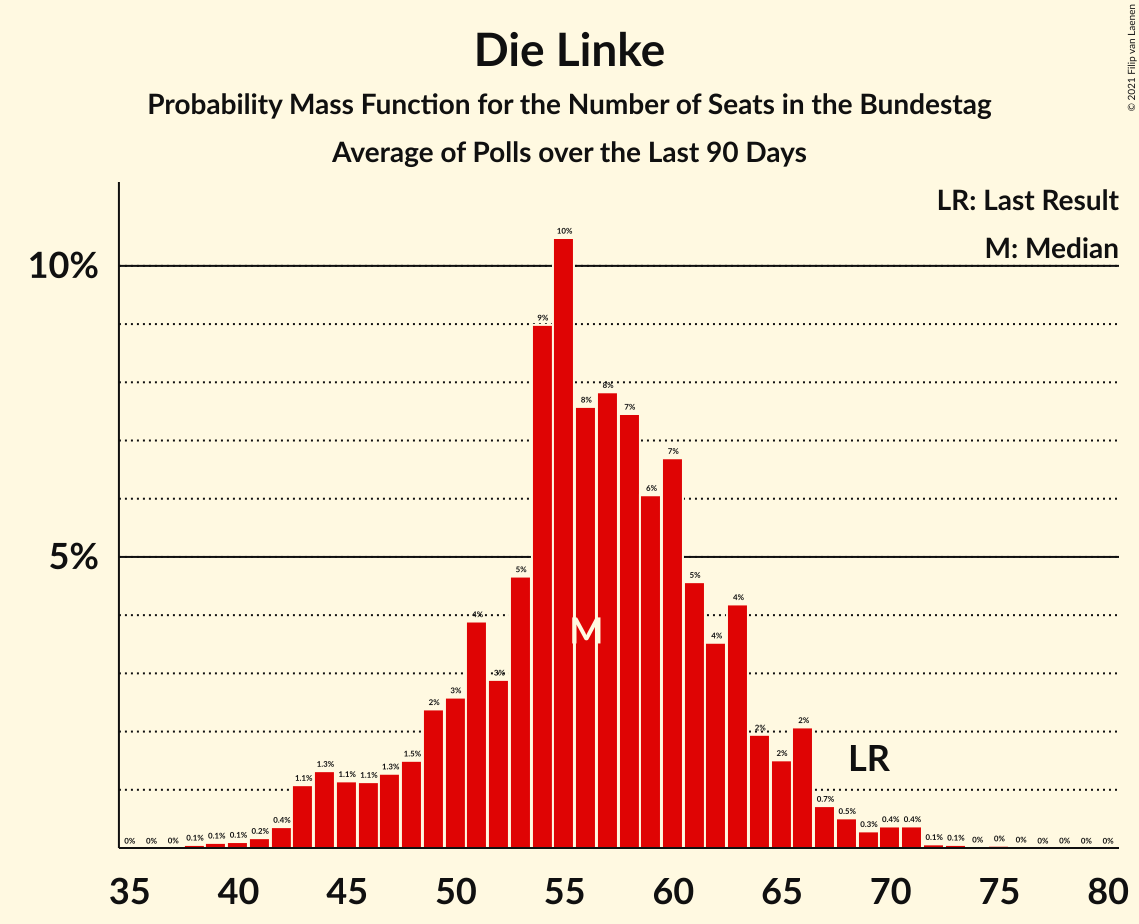 Die Linke
Probability Mass Function for the Number of Seats in the Bundestag
Average of Polls over the Last 90 Days
© 2021 Filip van Laenen
LR: Last Result
M: Median
10%
5%
0% 0% 0% 0.1% 0.1% 0.1% 0.2% 0.4% 1.1% 1.3% 1.1% 1.1% 1.3% 1.5% 2% 3% 4% 3% 5% 9% 10% 8% 8% 7% 6% 7% 5% 4% 4% 2% 2% 2% 0.7% 0.5% 0.3% 0.4% 0.4% 0.1% 0.1% 0% 0% 0% 0% 0% 0% 0%
M
LR
35 40 45 50 55 60 65 70 75 80